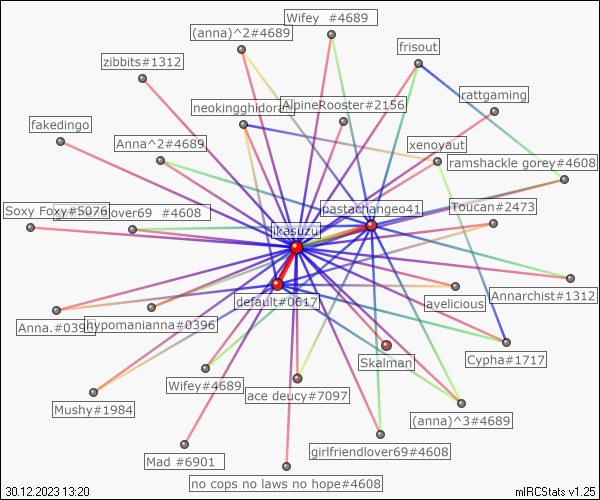 Wifey #4689
(anna)^2#4689
frisout
zibbits#1312
rattgaming
neokingghidora
AlpineRooster#2156
fakedingo
Anna^2#4689
xenoyaut
ramshackle gorey#4608
Soxy Foxy#5076
lover69 #4608
pastachangeo41
Toucan#2473
ikasuzu
Annarchist#1312
default#0617
avelicious
Anna.#0396
hypomanianna#0396
Skalman
Cypha#1717
Wifey#4689
ace deucy#7097
Mushy#1984
(anna)^3#4689
girlfriendlover69#4608
Mad #6901
no cops no laws no hope#4608
30.12.2023 13:20
mIRCStats v1.25